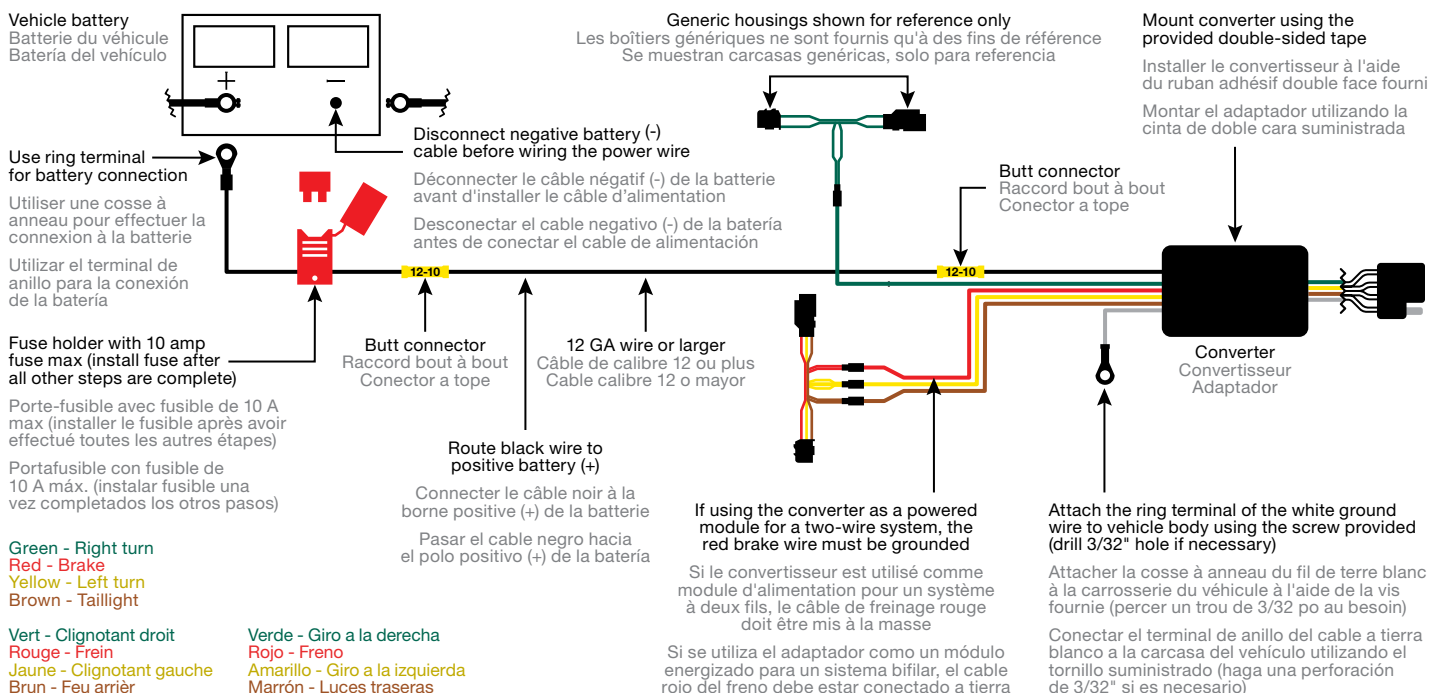 Vehicle battery
Batterie du véhicule
Batería del vehículo
+
−
Generic housings shown for reference only
Les boîtiers génériques ne sont fournis qu'à des fins de référence
Se muestran carcasas genéricas, solo para referencia
Mount converter using the
provided double-sided tape
Installer le convertisseur à l'aide
du ruban adhésif double face fourni
Montar el adaptador utilizando la
cinta de doble cara suministrada
Disconnect negative battery (-)
cable before wiring the power wire
Déconnecter le câble négatif (-) de la batterie
avant d'installer le câble d'alimentation
Desconectar el cable negativo (-) de la batería
antes de conectar el cable de alimentación
Use ring terminal
for battery connection
Utiliser une cosse à
anneau pour effectuer la
connexion à la batterie
Utilizar el terminal de
anillo para la conexión
de la batería
Butt connector
Raccord bout à bout
Conector a tope
12-10
12-10
Fuse holder with 10 amp
fuse max (install fuse after
all other steps are complete)
Porte-fusible avec fusible de 10 A
max (installer le fusible après avoir
effectué toutes les autres étapes)
Portafusible con fusible de
10 A máx. (instalar fusible una
vez completados los otros pasos)
Butt connector
Raccord bout à bout
Conector a tope
12 GA wire or larger
Câble de calibre 12 ou plus
Cable calibre 12 o mayor
Converter
Convertisseur
Adaptador
Route black wire to
positive battery (+)
Connecter le câble noir à la
borne positive (+) de la batterie
Pasar el cable negro hacia
el polo positivo (+) de la batería
If using the converter as a powered
module for a two-wire system, the
red brake wire must be grounded
Si le convertisseur est utilisé comme
module d'alimentation pour un système
à deux fils, le câble de freinage rouge
doit être mis à la masse
Si se utiliza el adaptador como un módulo
energizado para un sistema bifilar, el cable
rojo del freno debe estar conectado a tierra
Attach the ring terminal of the white ground
wire to vehicle body using the screw provided
(drill 3/32" hole if necessary)
Attacher la cosse à anneau du fil de terre blanc
à la carrosserie du véhicule à l'aide de la vis
fournie (percer un trou de 3/32 po au besoin)
Conectar el terminal de anillo del cable a tierra
blanco a la carcasa del vehículo utilizando el
tornillo suministrado (haga una perforación
de 3/32" si es necesario)
Green - Right turn
Red - Brake
Yellow - Left turn
Brown - Taillight
Vert - Clignotant droit
Rouge - Frein
Jaune - Clignotant gauche
Brun - Feu arrièr
Verde - Giro a la derecha
Rojo - Freno
Amarillo - Giro a la izquierda
Marrón - Luces traseras